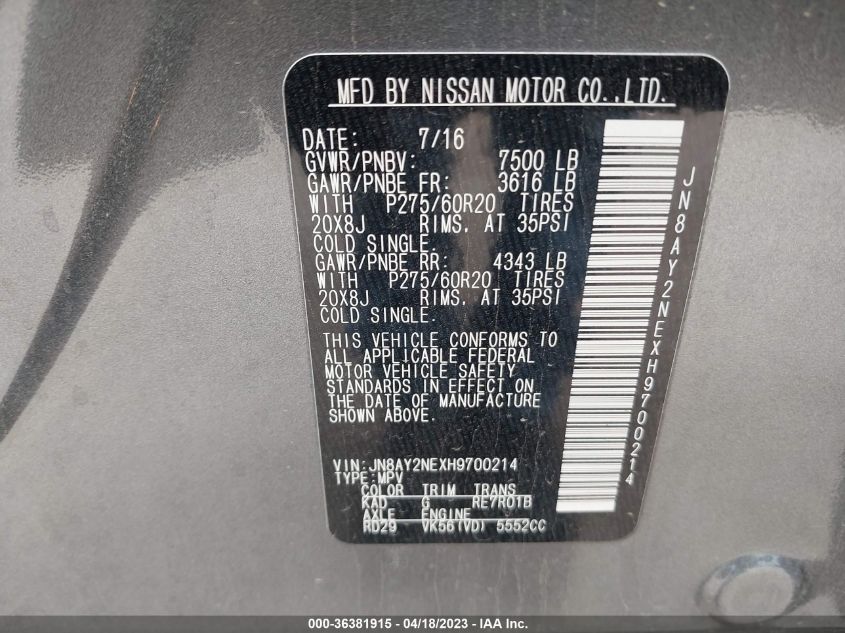 MFD BY NISSAN MOTOR CO.,LTD.
DATE: 7/16
GVWR/PNBV: 7500 LB
GAWR/PNBE FR: 3616 LB
WITH P275/60R20 TIRES
20X8J RIMS, AT 35PSI
COLD SINGLE.
GAWR/PNBE RR: 4343 LB
WITH P275/60R20 TIRES
20X8J RIMS, AT 35PSI
COLD SINGLE.
THIS VEHICLE CONFORMS TO
ALL APPLICABLE FEDERAL
MOTOR VEHICLE SAFETY
STANDARDS IN EFFECT ON
THE DATE OF MANUFACTURE
SHOWN ABOVE.
VIN:JN8AY2NEXH9700214
TYPE:MPV
COLOR TRIM TRANS
KAD G RE7R01B
AXLE ENGINE
RD29 VK56(VD) 5552CC
JN8AY2NEXH9700214
000-36381915 - 04/18/2023 - IAA Inc.